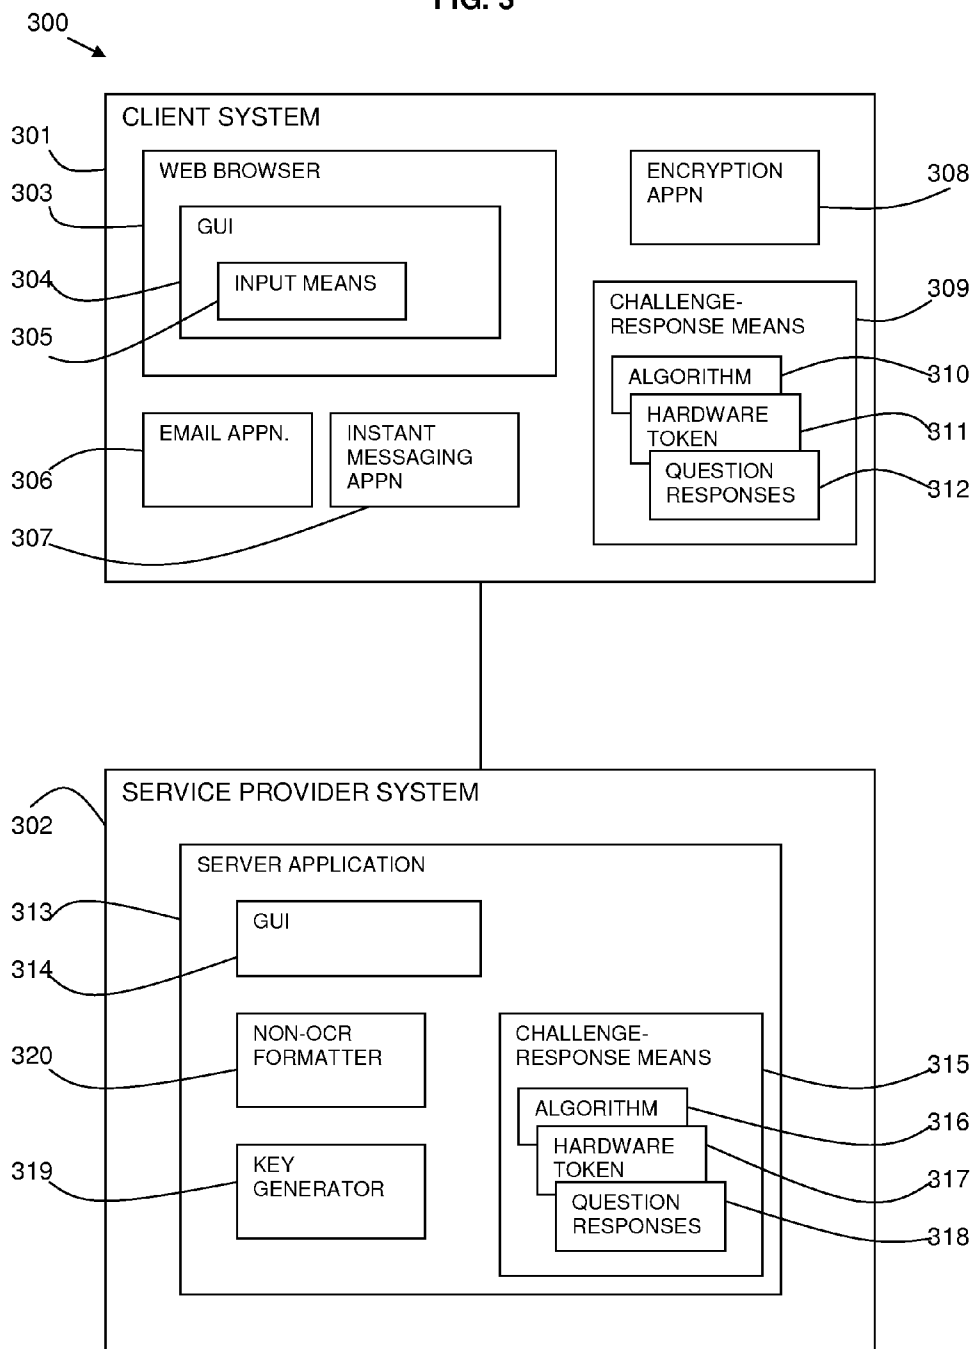 FIG. 3
300
CLIENT SYSTEM
301
WEB BROWSER
ENCRYPTION
APPN
308
303
GUI
304
INPUT MEANS
309
CHALLENGE-
RESPONSE MEANS
305
ALGORITHM
310
HARDWARE
TOKEN
311
EMAIL APPN.
INSTANT
MESSAGING
APPN
306
QUESTION
RESPONSES
312
307
SERVICE PROVIDER SYSTEM
302
SERVER APPLICATION
313
GUI
314
NON-OCR
FORMATTER
320
CHALLENGE-
RESPONSE MEANS
315
ALGORITHM
316
319
KEY
GENERATOR
HARDWARE
TOKEN
317
QUESTION
RESPONSES
318